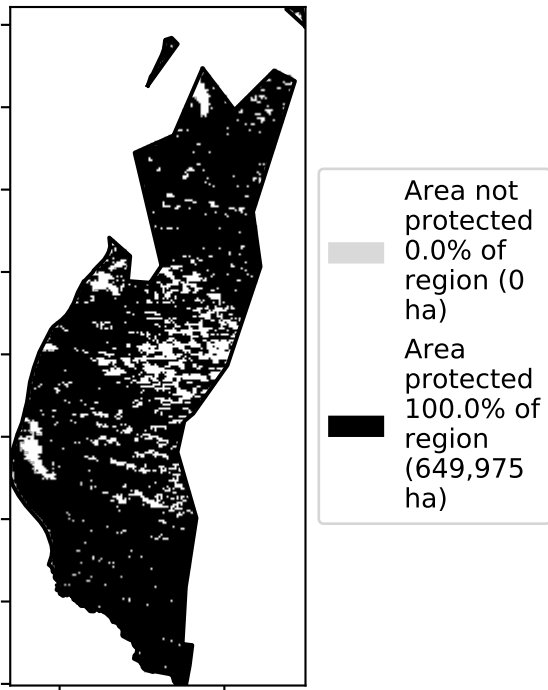 Area not
protected
0.0% of
region (0
ha)
Area
protected
100.0% of
region
(649,975
ha)